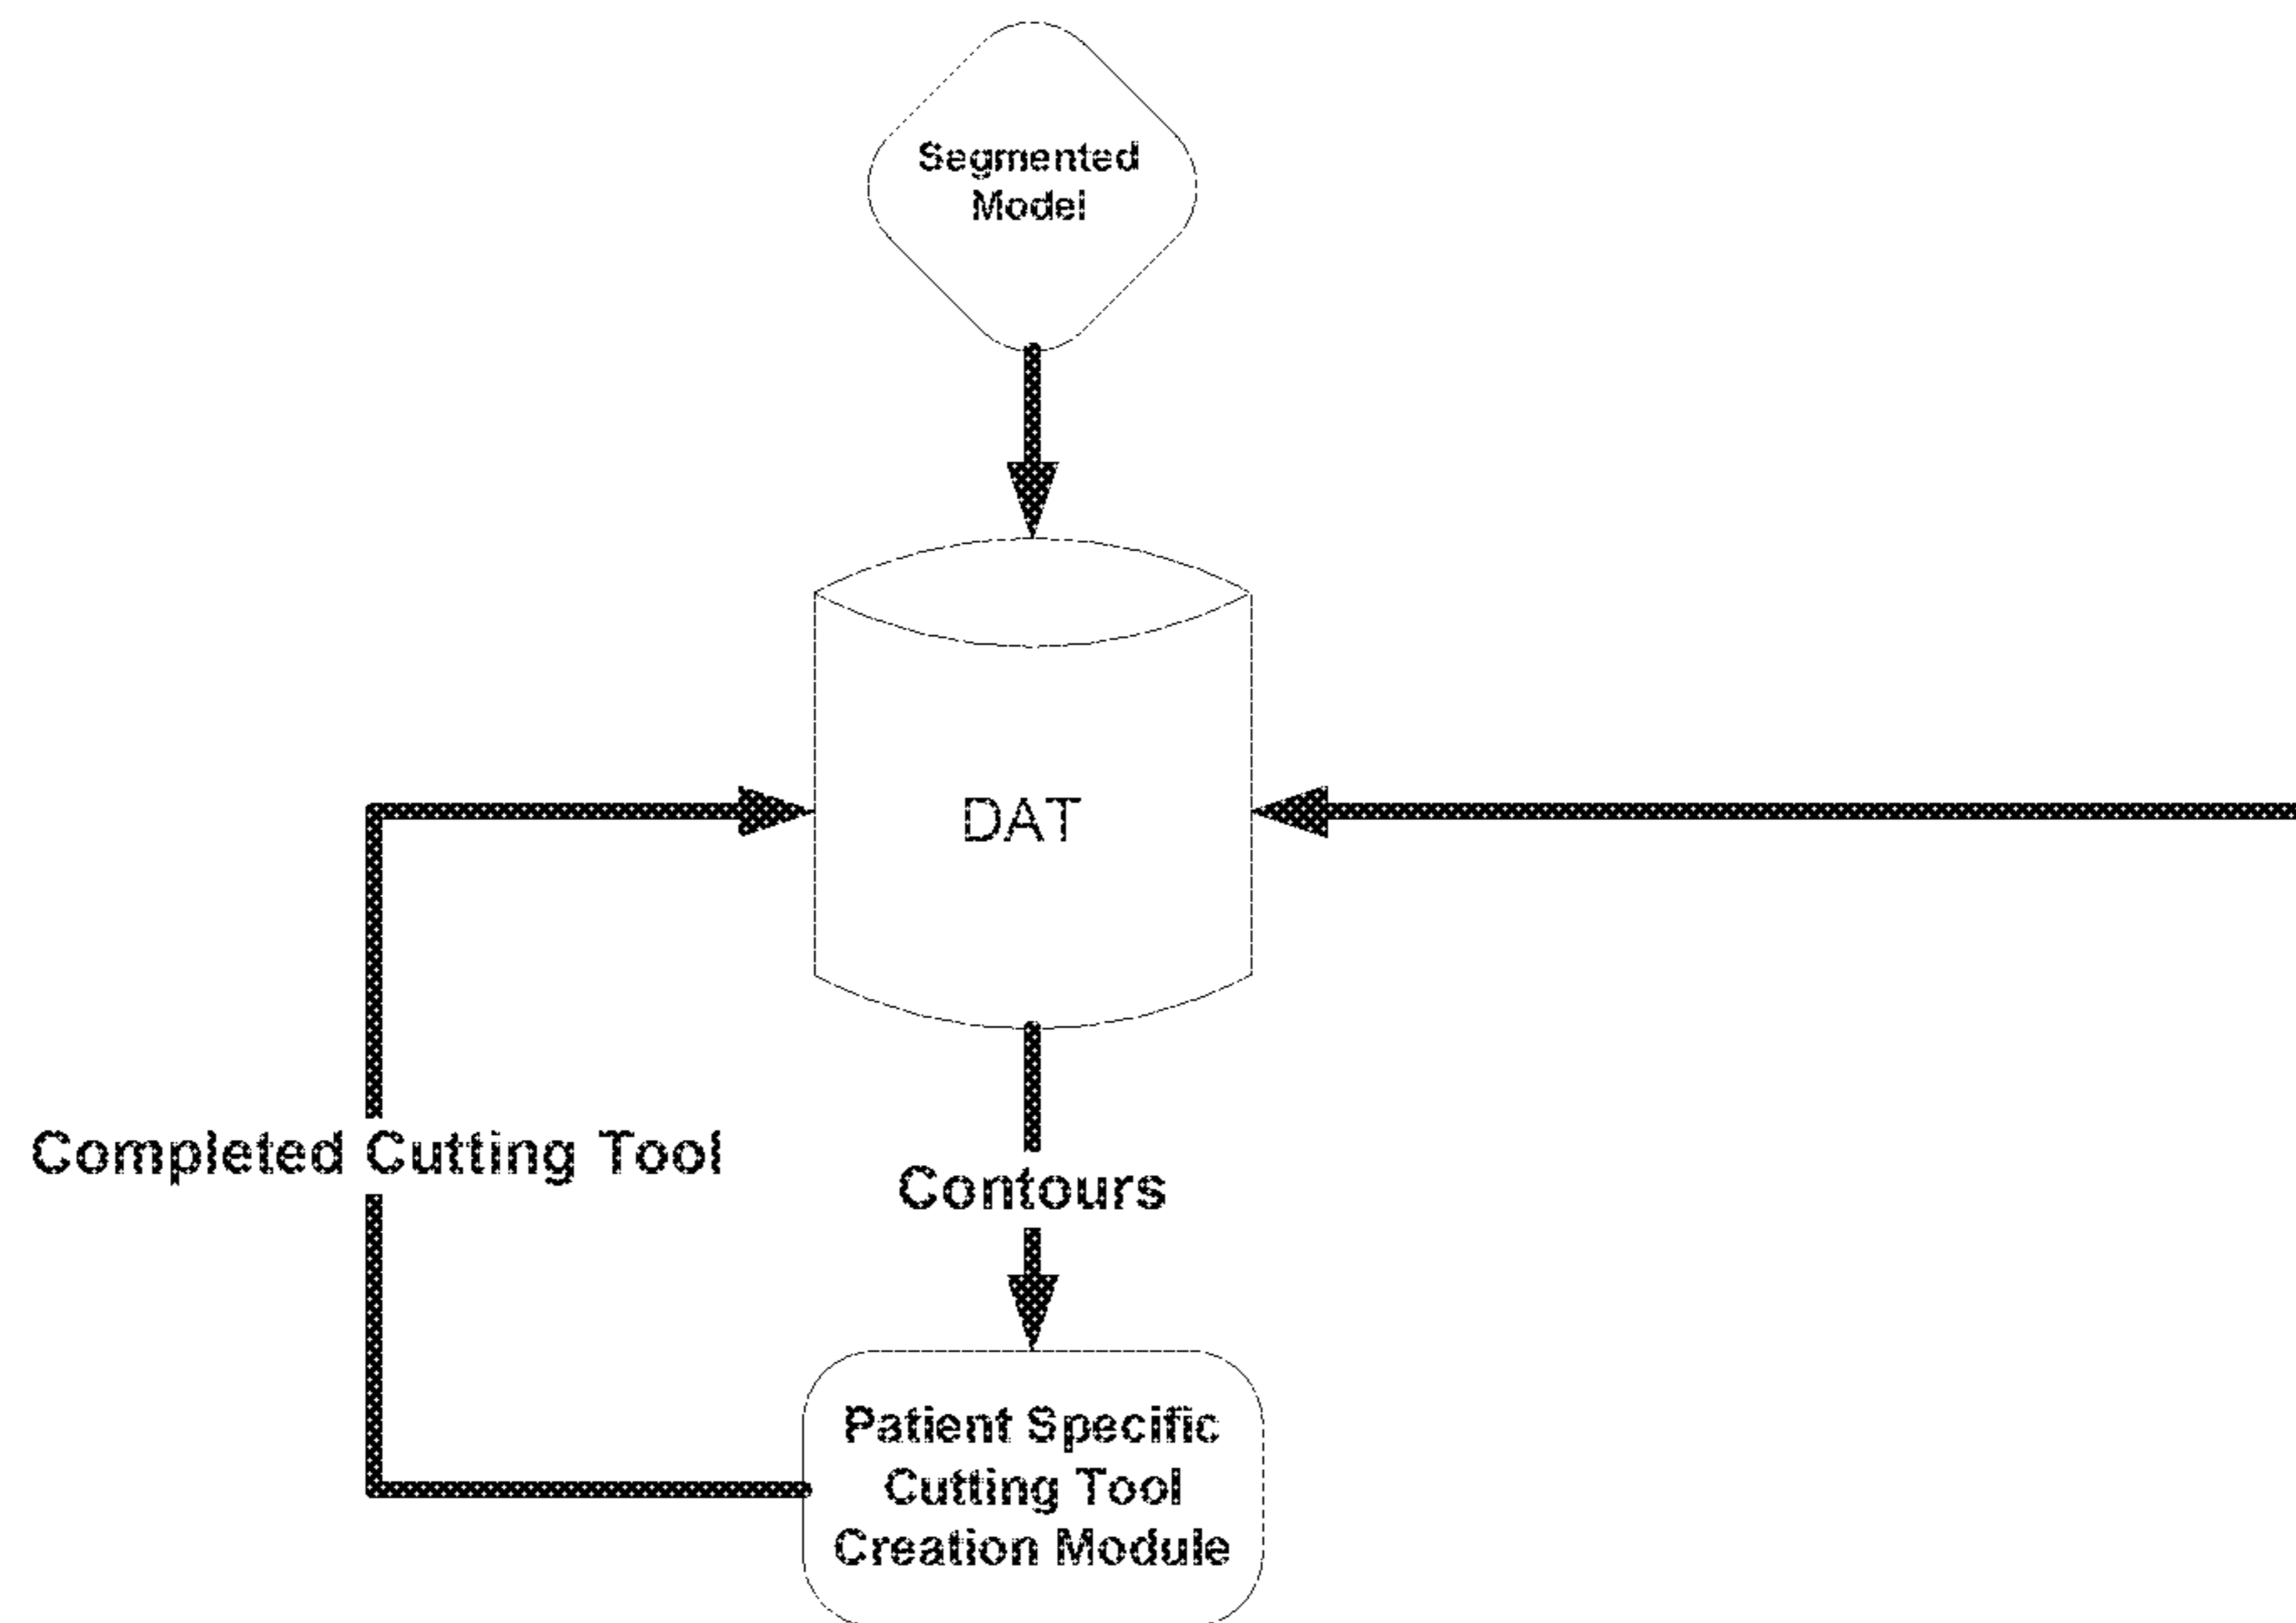 Segmented
Model
DAT
Completed Cutting Tool
Contours
Patient Specific
Cutting Tool
Creation Module